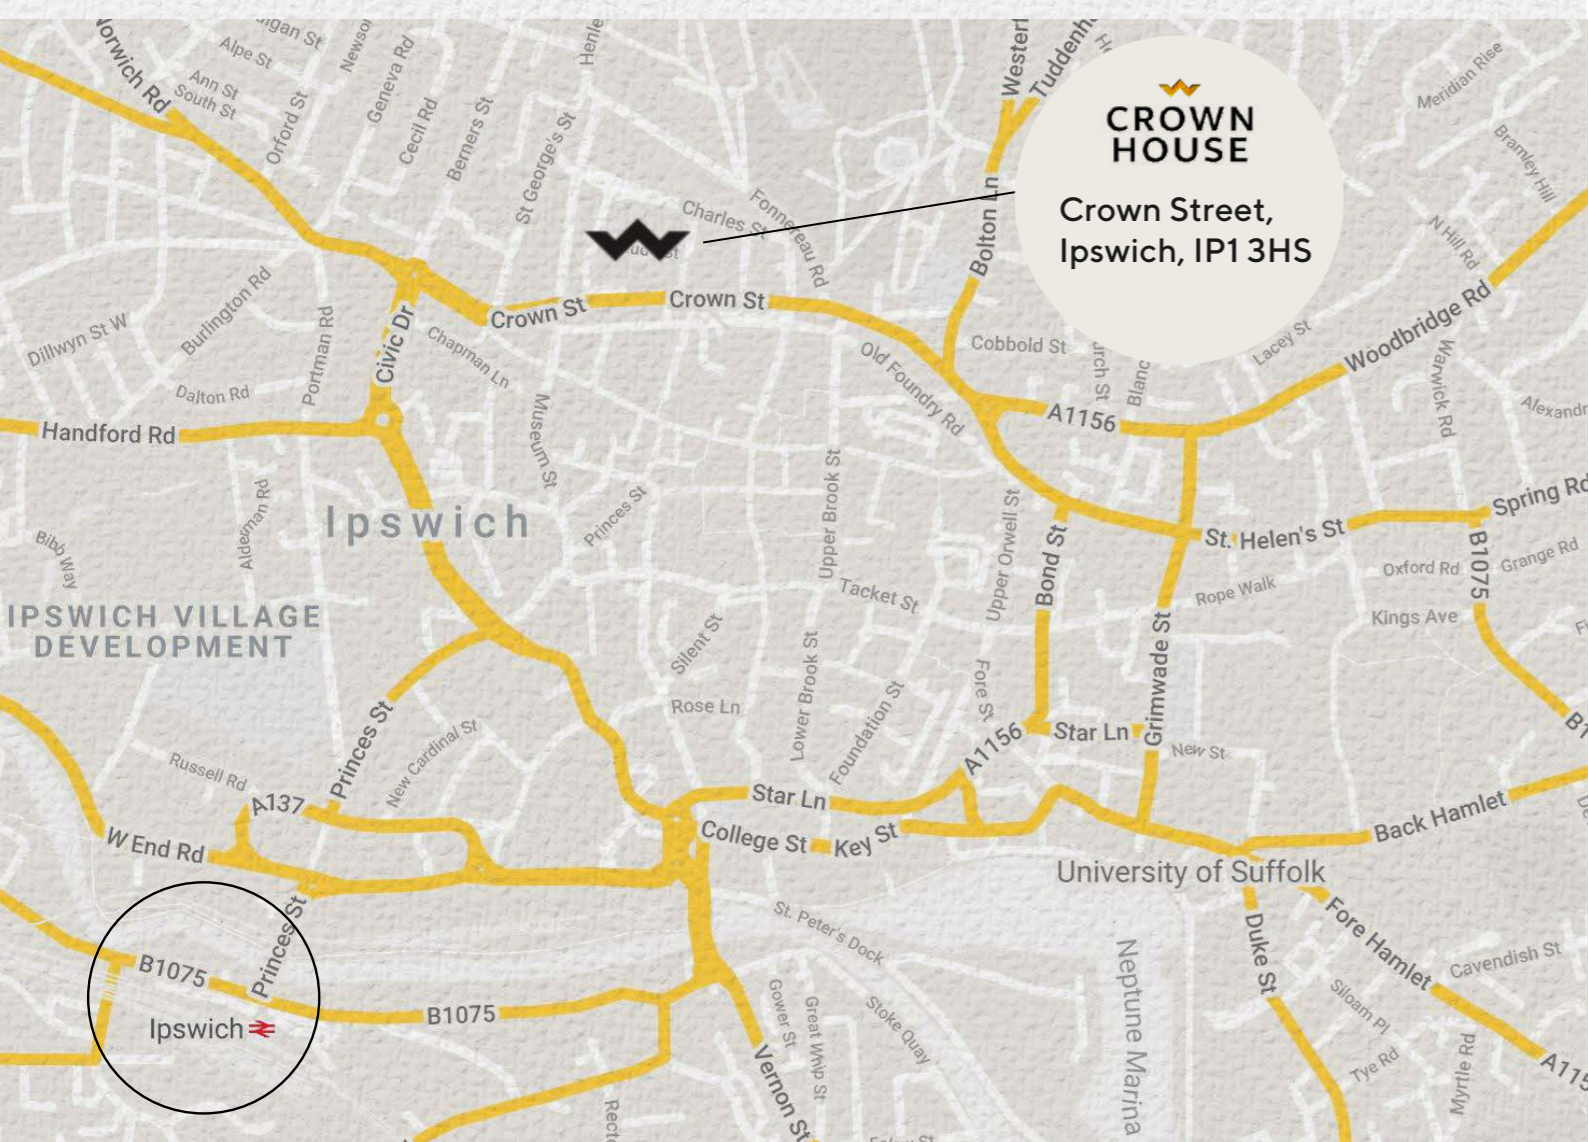 Norwich Rd
Alpe St
Ann St
South St
Orford St
Geneva Rd
Cecil Rd
Berners St
St George's St
Charles St
Fonnereau Rd
Bolton Ln
CROWN
HOUSE
Crown Street,
Ipswich, IP1 3HS
Meridian Rise
Bramley Hill
N Hill Rd
Woodbridge Rd
Lacey St
Warwick Rd
Dillwyn St W
Burlington Rd
Portman Rd
Dalton Rd
Civic Dr
Chapman Ln
Crown St
Crown St
Cobbold St
Old Foundry Rd
A1156
Handford Rd
Museum St
Alderman Rd
Ipswich
Princes St
Upper Brook St
Upper Orwell St
Bond St
St. Helen's St
Spring Rd
B1075
Grange Rd
Oxford Rd
Kings Ave
Rope Walk
Tacket St
Bibb Way
IPSWICH VILLAGE
DEVELOPMENT
Silent St
Rose Ln
Lower Brook St
Foundation St
Fore St
Grimwade St
A1156
Star Ln
New St
Princes St
New Cardinal St
Russell Rd
A137
W End Rd
Star Ln
College St
Key St
Back Hamlet
University of Suffolk
Princes St
B1075
Ipswich
B1075
St. Peter's Dock
Gower St
Great Whip St
Stoke Quay
Vernon St
Neptune Marina
Duke St
Fore Hamlet
Cavendish St
Siloam Pl
Tye Rd
Myrtle Rd